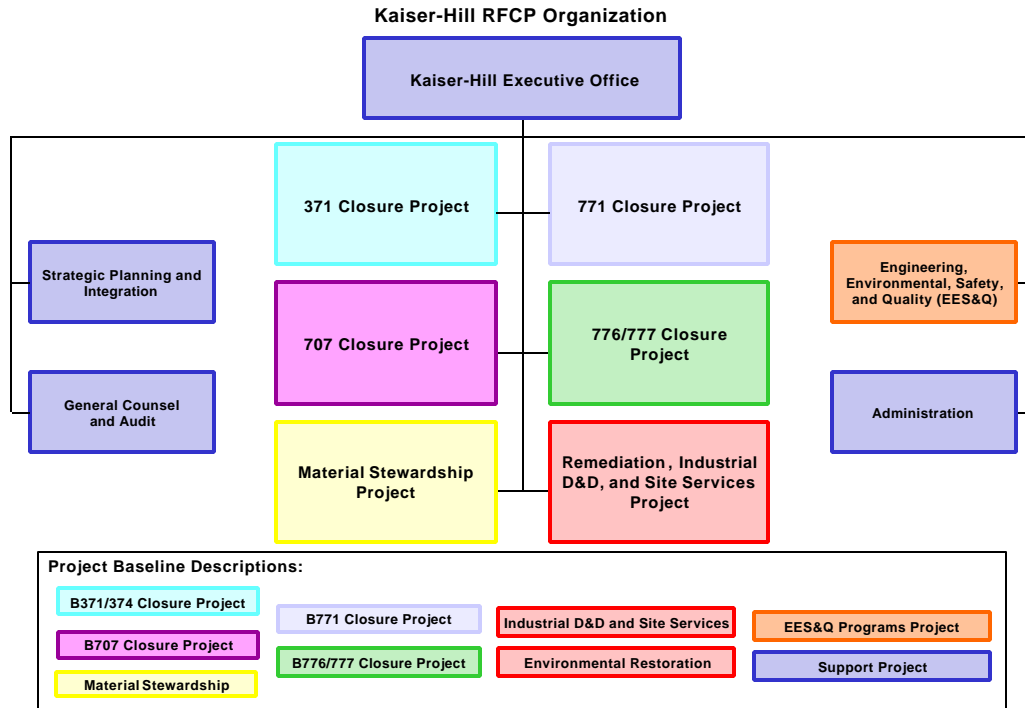 Kaiser-Hill RFCP Organization
Kaiser-Hill Executive Office
371 Closure Project
771 Closure Project
Strategic Planning and
Integration
Engineering,
Environmental, Safety,
and Quality (EES&Q)
707 Closure Project
776/777 Closure
Project
General Counsel
and Audit
Administration
Material Stewardship
Project
Remediation, Industrial
D&D, and Site Services
Project
Project Baseline Descriptions:
B371/374 Closure Project
B771 Closure Project
Industrial D&D and Site Services
EES&Q Programs Project
B707 Closure Project
B776/777 Closure Project
Environmental Restoration
Support Project
Material Stewardship